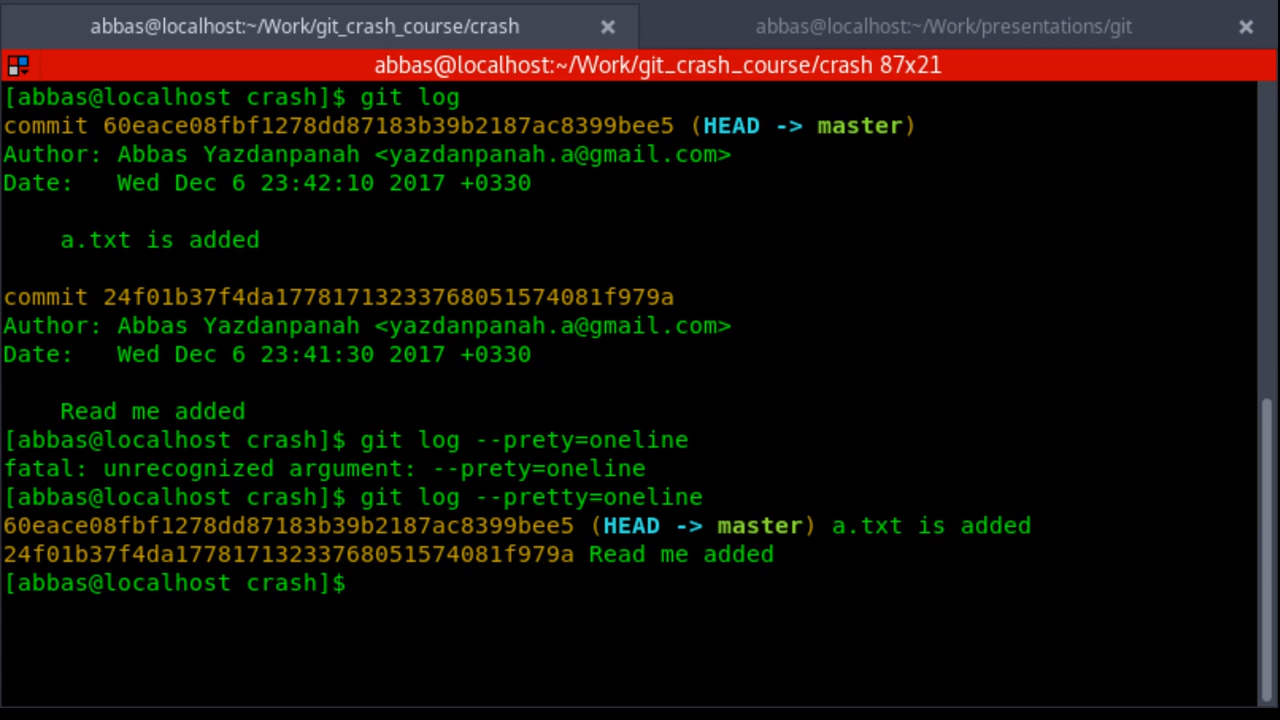 abbas@localhost:~/Work/git_crash_course/crash
abbas@localhost:~/Work/presentations/git
abbas@localhost:~/Work/git_crash_course/crash 87x21
[abbas@localhost crash]$ git log
commit 60eace08fbf1278dd87183b39b2187ac8399bee5 (HEAD -> master)
Author: Abbas Yazdanpanah <yazdanpanah.a@gmail.com>
Date:   Wed Dec 6 23:42:10 2017 +0330
    a.txt is added
commit 24f01b37f4da17781713233768051574081f979a
Author: Abbas Yazdanpanah <yazdanpanah.a@gmail.com>
Date:   Wed Dec 6 23:41:30 2017 +0330
    Read me added
[abbas@localhost crash]$ git log --prety=oneline
fatal: unrecognized argument: --prety=oneline
[abbas@localhost crash]$ git log --pretty=oneline
60eace08fbf1278dd87183b39b2187ac8399bee5 (HEAD -> master) a.txt is added
24f01b37f4da17781713233768051574081f979a Read me added
[abbas@localhost crash]$